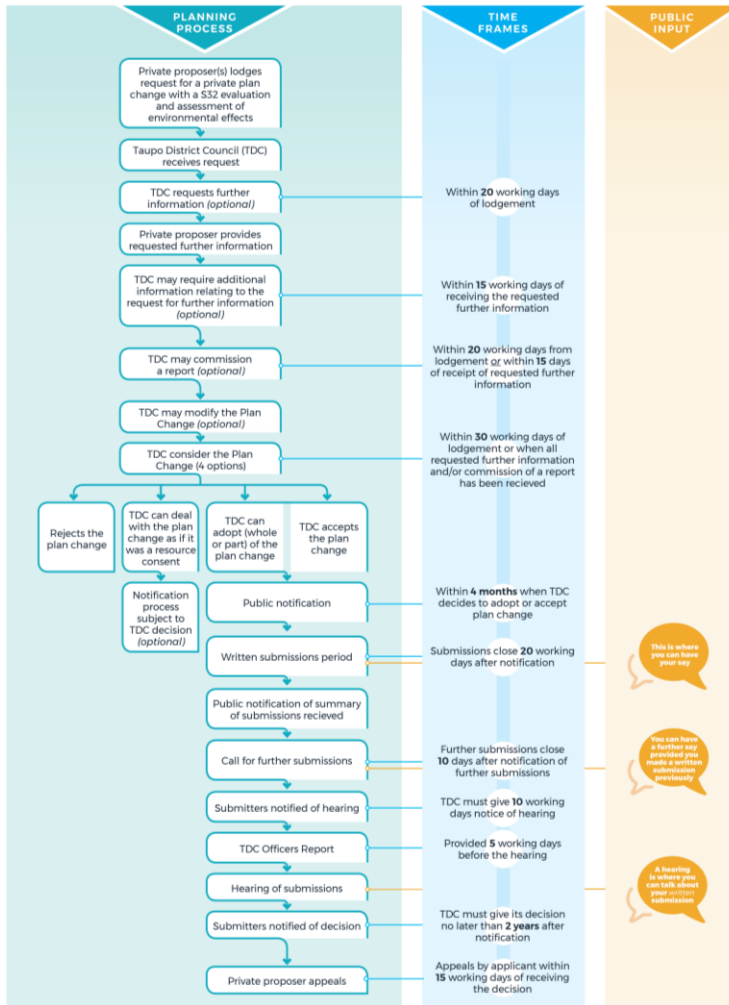 PLANNING
PROCESS
TIME
FRAMES
PUBLIC
INPUT
Private proposer(s) lodges
request for a private plan
change with a S32 evaluation
and assessment of
environmental effects
Taupo District Council (TDC)
receives request
TDC requests further
information (optional)
Within 20 working days
of lodgement
Private proposer provides
requested further information
TDC may require additional
information relating to the
request for further information
(optional)
Within 15 working days of
receiving the requested
further information
TDC may commission
a report (optional)
Within 20 working days from
lodgement or within 15 days
of receipt of requested further
information
TDC may modify the Plan
Change (optional)
TDC consider the Plan
Change (4 options)
Within 30 working days of
lodgement or when all
requested further information
and/or commission of a report
has been recieved
Rejects the
plan change
TDC can deal
with the plan
change as if it
was a resource
consent
TDC can
adopt (whole
or part) of the
plan change
TDC accepts
the plan
change
Notification
process
subject to
TDC decision
(optional)
Public notification
Within 4 months when TDC
decides to adopt or accept
plan change
Written submissions period
Submissions close 20 working
days after notification
This is where
you can have
your say
Public notification of summary
of submissions recieved
Call for further submissions
Further submissions close
10 days after notification of
further submissions
You can have
a further say
provided you
made a written
submission
previously
Submitters notified of hearing
TDC must give 10 working
days notice of hearing
TDC Officers Report
Provided 5 working days
before the hearing
Hearing of submissions
A hearing
is where you
can talk about
your written
submission
Submitters notified of decision
TDC must give its decision
no later than 2 years after
notification
Private proposer appeals
Appeals by applicant within
15 working days of receiving
the decision